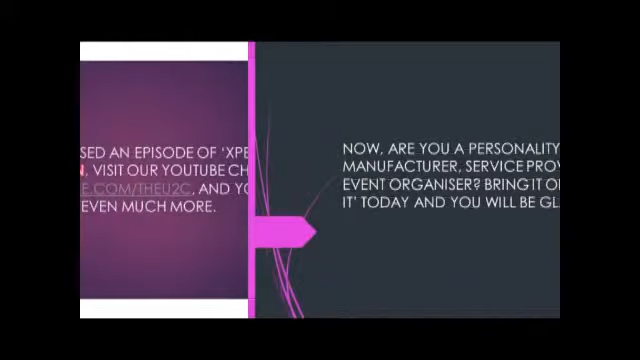 SED AN EPISODE OF 'XPE
, VISIT OUR YOUTUBE CH
E.COM/THEU2C, AND YO
EVEN MUCH MORE.
NOW, ARE YOU A PERSONALITY
MANUFACTURER, SERVICE PROV
EVENT ORGANISER? BRING IT O
IT' TODAY AND YOU WILL BE GL